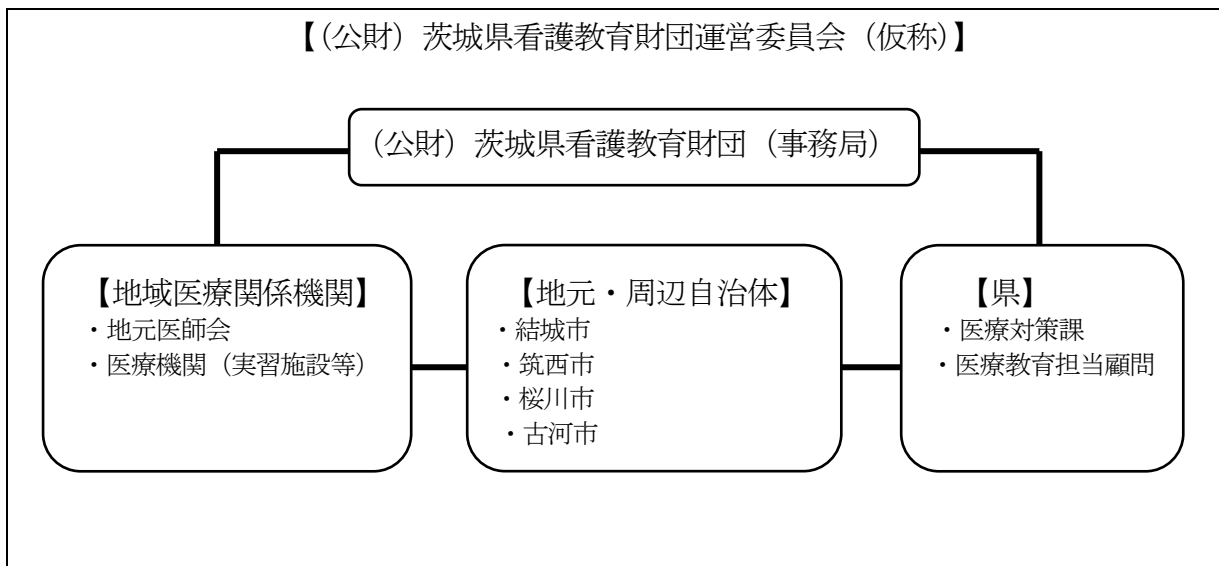 【（公財）茨城県看護教育財団運営委員会（仮称）】
（公財）茨城県看護教育財団（事務局）
【地域医療関係機関】
・地元医師会
・医療機関（実習施設等）
【地元・周辺自治体】
・結城市
・筑西市
・桜川市
・古河市
【県】
・医療対策課
・医療教育担当顧問